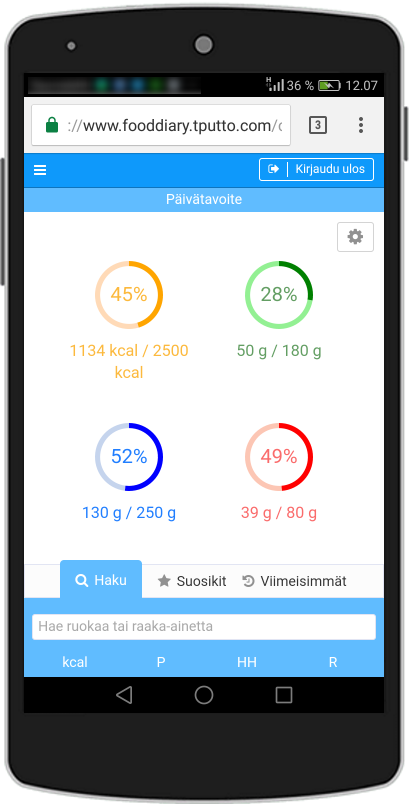 H 36 % 12.07
://www.fooddiary.tputto.com/
3
Kirjaudu ulos
Päivätavoite
45% 28%
1134 kcal / 2500 50 g / 180 g
kcal
52% 49%
130 g / 250 g 39 g / 80 g
Haku Suosikit Viimeisimmät
Hae ruokaa tai raaka-ainetta
kcal P HH R